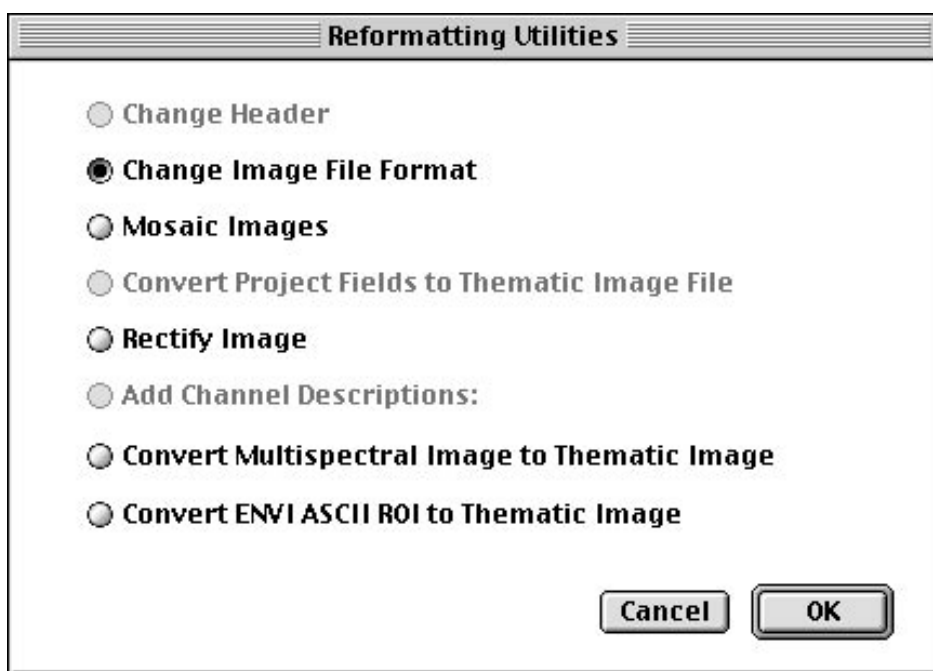 Reformatting Utilities
Change Header
Change Image File Format
Mosaic Images
Convert Project Fields to Thematic Image File
Rectify Image
Add Channel Descriptions:
Convert Multispectral Image to Thematic Image
Convert ENVI ASCII ROI to Thematic Image
Cancel OK